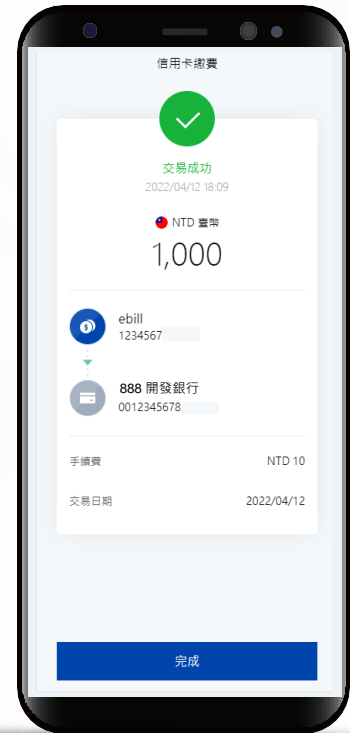 信用卡繳費
交易成功
2022/04/12 18:09
NTD 臺幣
1,000
ebill
1234567
888 開發銀行
0012345678
手續費 NTD 10
交易日期 2022/04/12
完成